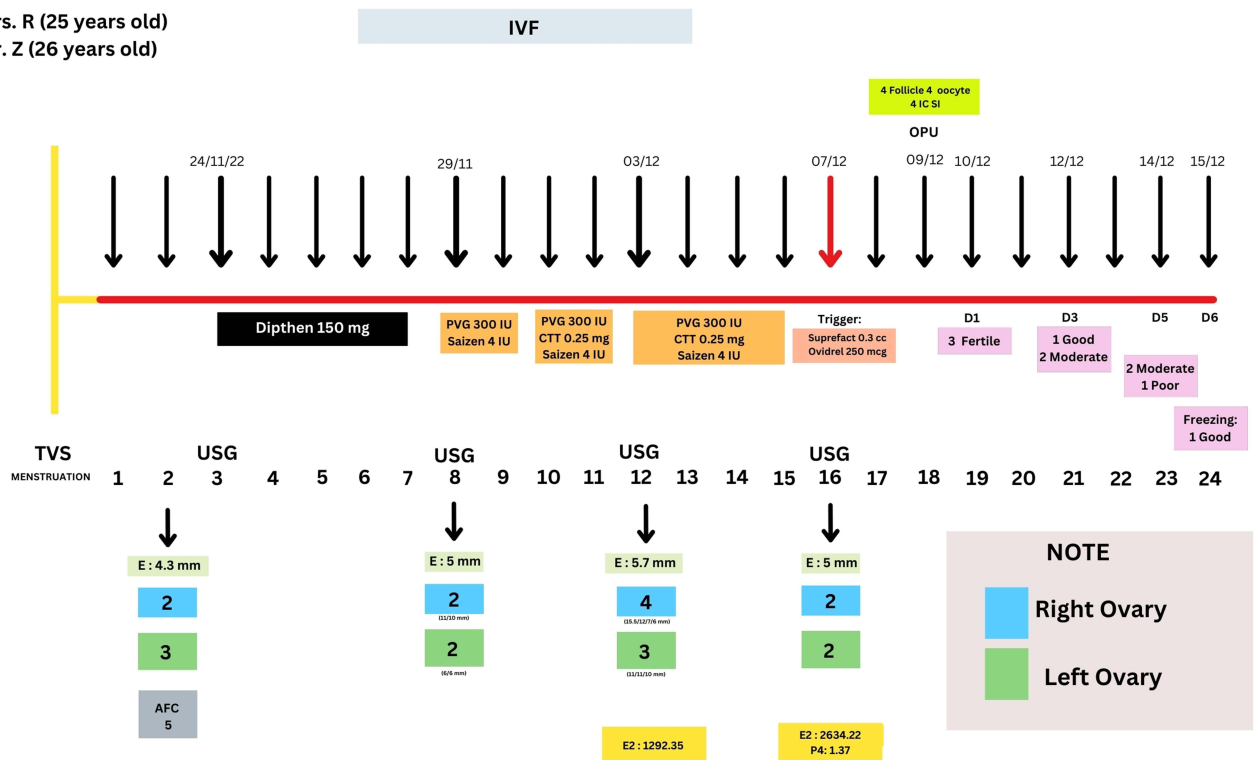 rs. R (25 years old)
r. Z (26 years old)
IVF
4 Follicle 4 oocyte
4 IC SI
OPU
24/11/22
29/11
03/12
07/12
09/12
10/12
12/12
14/12
15/12
Dipthen 150 mg
PVG 300 IU
Saizen 4 IU
PVG 300 IU
CTT 0.25 mg
Saizen 4 IU
PVG 300 IU
CTT 0.25 mg
Saizen 4 IU
Trigger:
Suprefact 0.3 cc
Ovidrel 250 mcg
D1
3 Fertile
D3
1 Good
2 Moderate
D5
2 Moderate
1 Poor
D6
Freezing:
1 Good
TVS
USG
USG
USG
USG
MENSTRUATION 1 2 3 4 5 6 7 8 9 10 11 12 13 14 15 16 17 18 19 20 21 22 23 24
E : 4.3 mm
2
3
AFC
5
E : 5 mm
2
(11/10 mm)
2
(6/6 mm)
E : 5.7 mm
4
(15.5/12/7/6 mm)
3
(11/11/10 mm)
E2 : 1292.35
E : 5 mm
2
2
E2 : 2634.22
P4: 1.37
NOTE
Right Ovary
Left Ovary